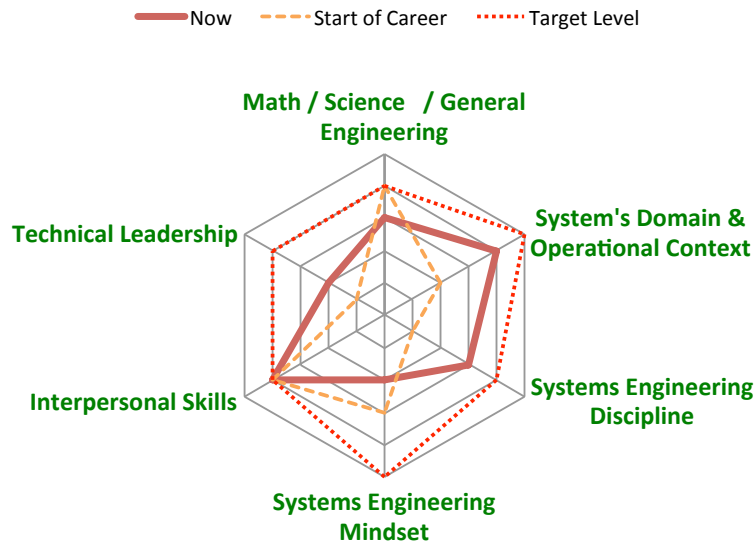 Now Start of Career Target Level
Math / Science / General
Engineering
System's Domain &
Operational Context
Technical Leadership
Systems Engineering
Discipline
Interpersonal Skills
Systems Engineering
Mindset